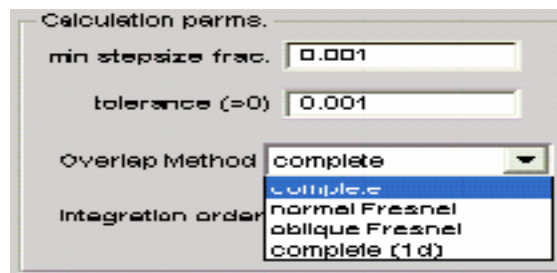 Calculation parms.
min stepsize frac. 0.001
tolerance (=0) 0.001
Overlap Method complete
complete
Integration order
normal Fresnel
oblique Fresnel
complete (1d)